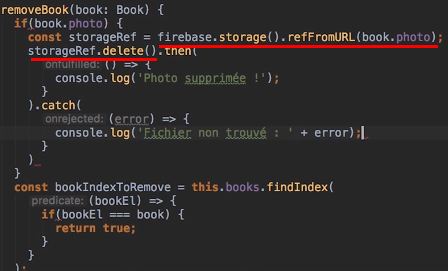 removeBook(book: Book) {
if(book.photo) {
const storageRef = firebase.storage().refFromURL(book.photo);
storageRef.delete().then(
onfulfilled: () => {
console.log('Photo supprimée !');
}
).catch(
onrejected: (error) => {
console.log('Fichier non trouvé : ' + error);
}
)
}
const bookIndexToRemove = this.books.findIndex(
predicate: (bookEl) => {
if(bookEl === book) {
return true;
}
}
);